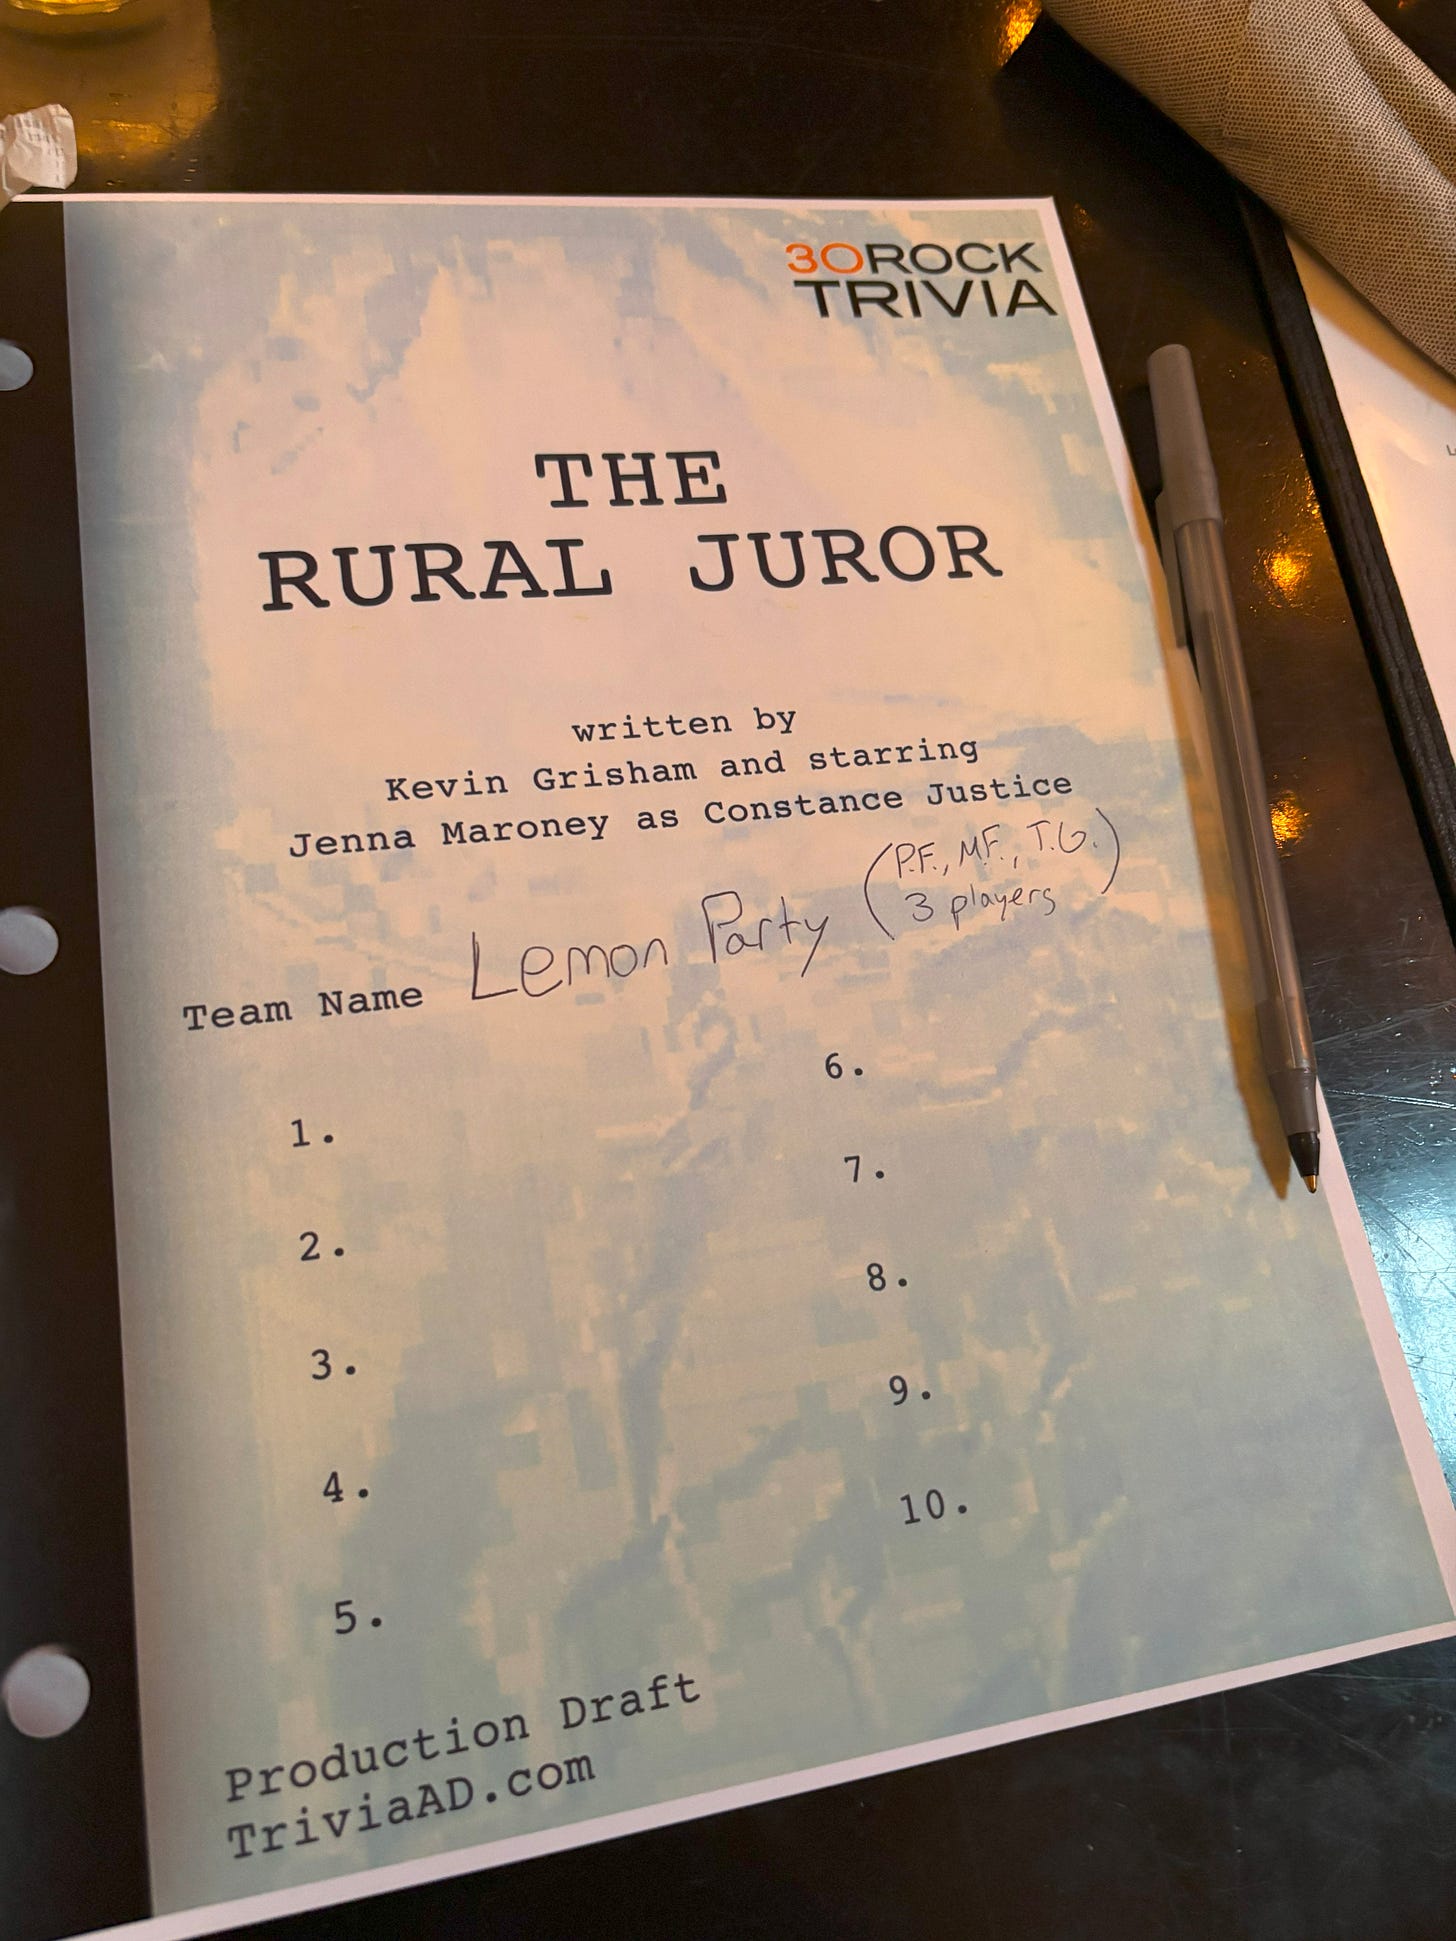 30ROCK
TRIVIA
THE
RURAL JUROR
written by
Kevin Grisham and starring
Jenna Maroney as Constance Justice
(P.F., M.F., T.G.)
3 players
Team Name Lemon Party
1.
2.
3.
4.
5.
6.
7.
8.
9.
10.
Production Draft
TriviaAD.com